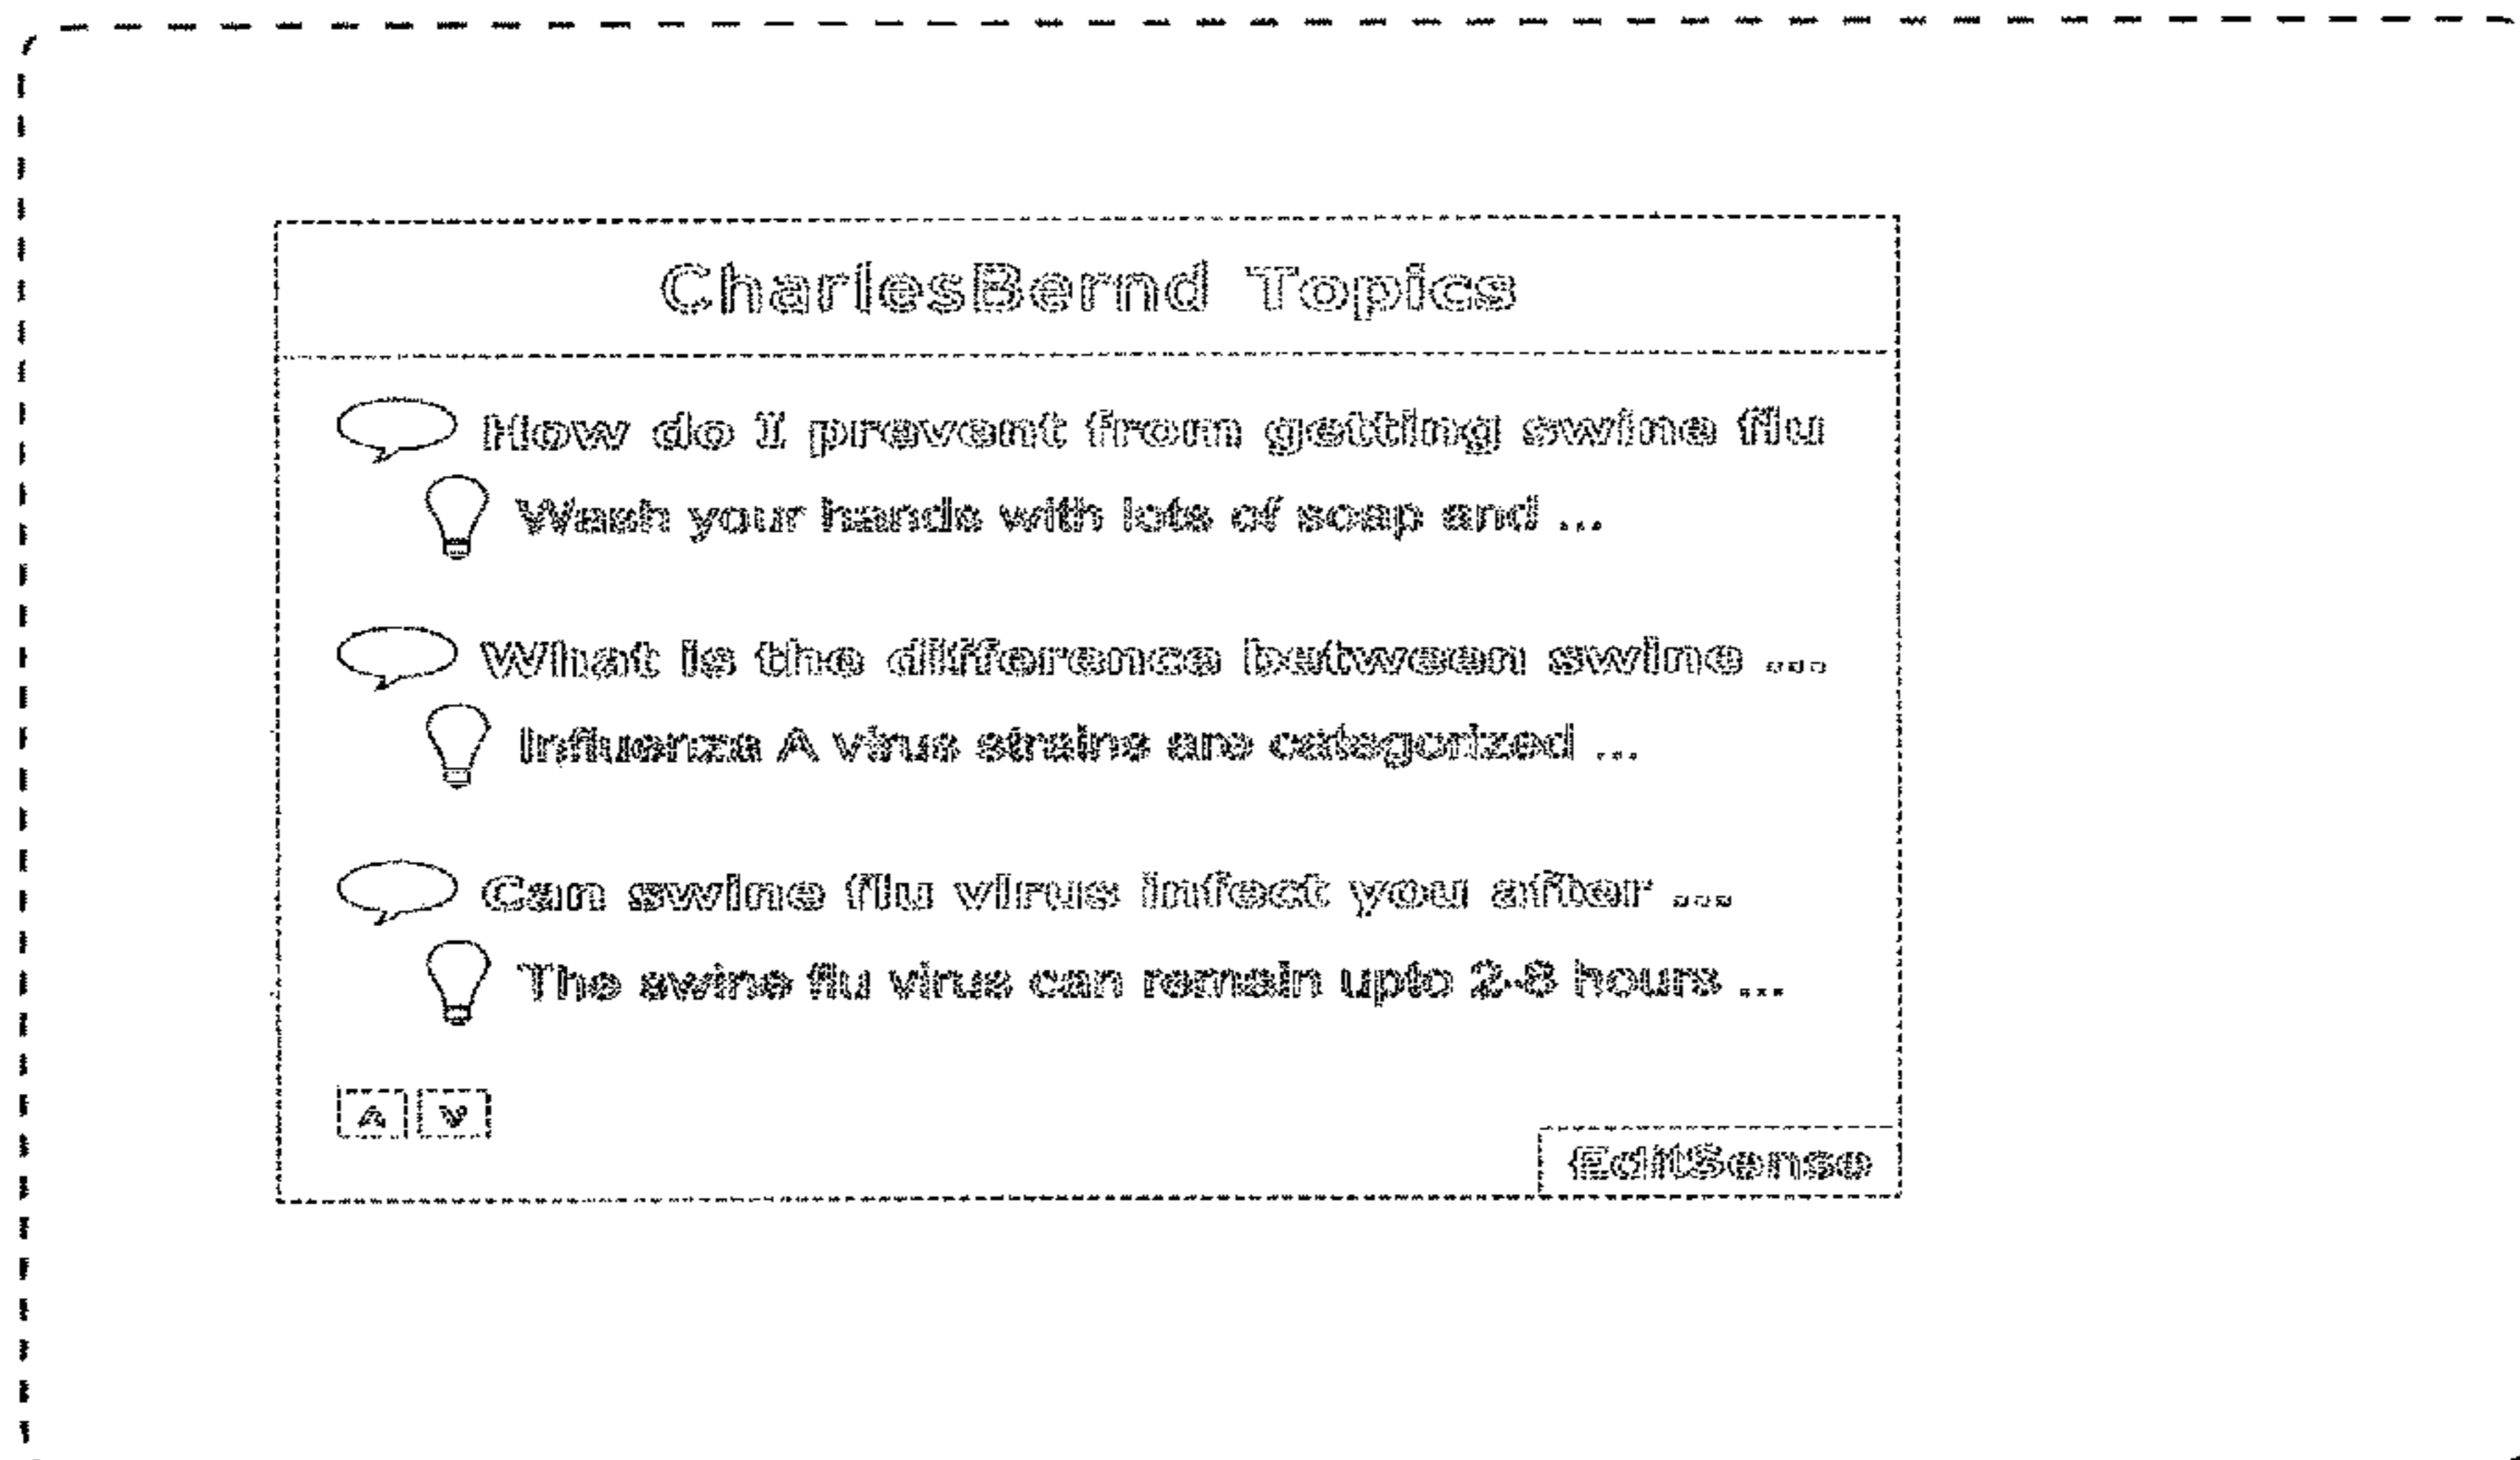 CharlesBernd Topics
How do I prevent from getting swine flu
Wash your hands with lots of soap and ...
What is the difference between swine ...
Influenza A virus strains are categorized ...
Can swine flu virus infect you after ...
The swine flu virus can remain upto 2-8 hours ...
EditSense